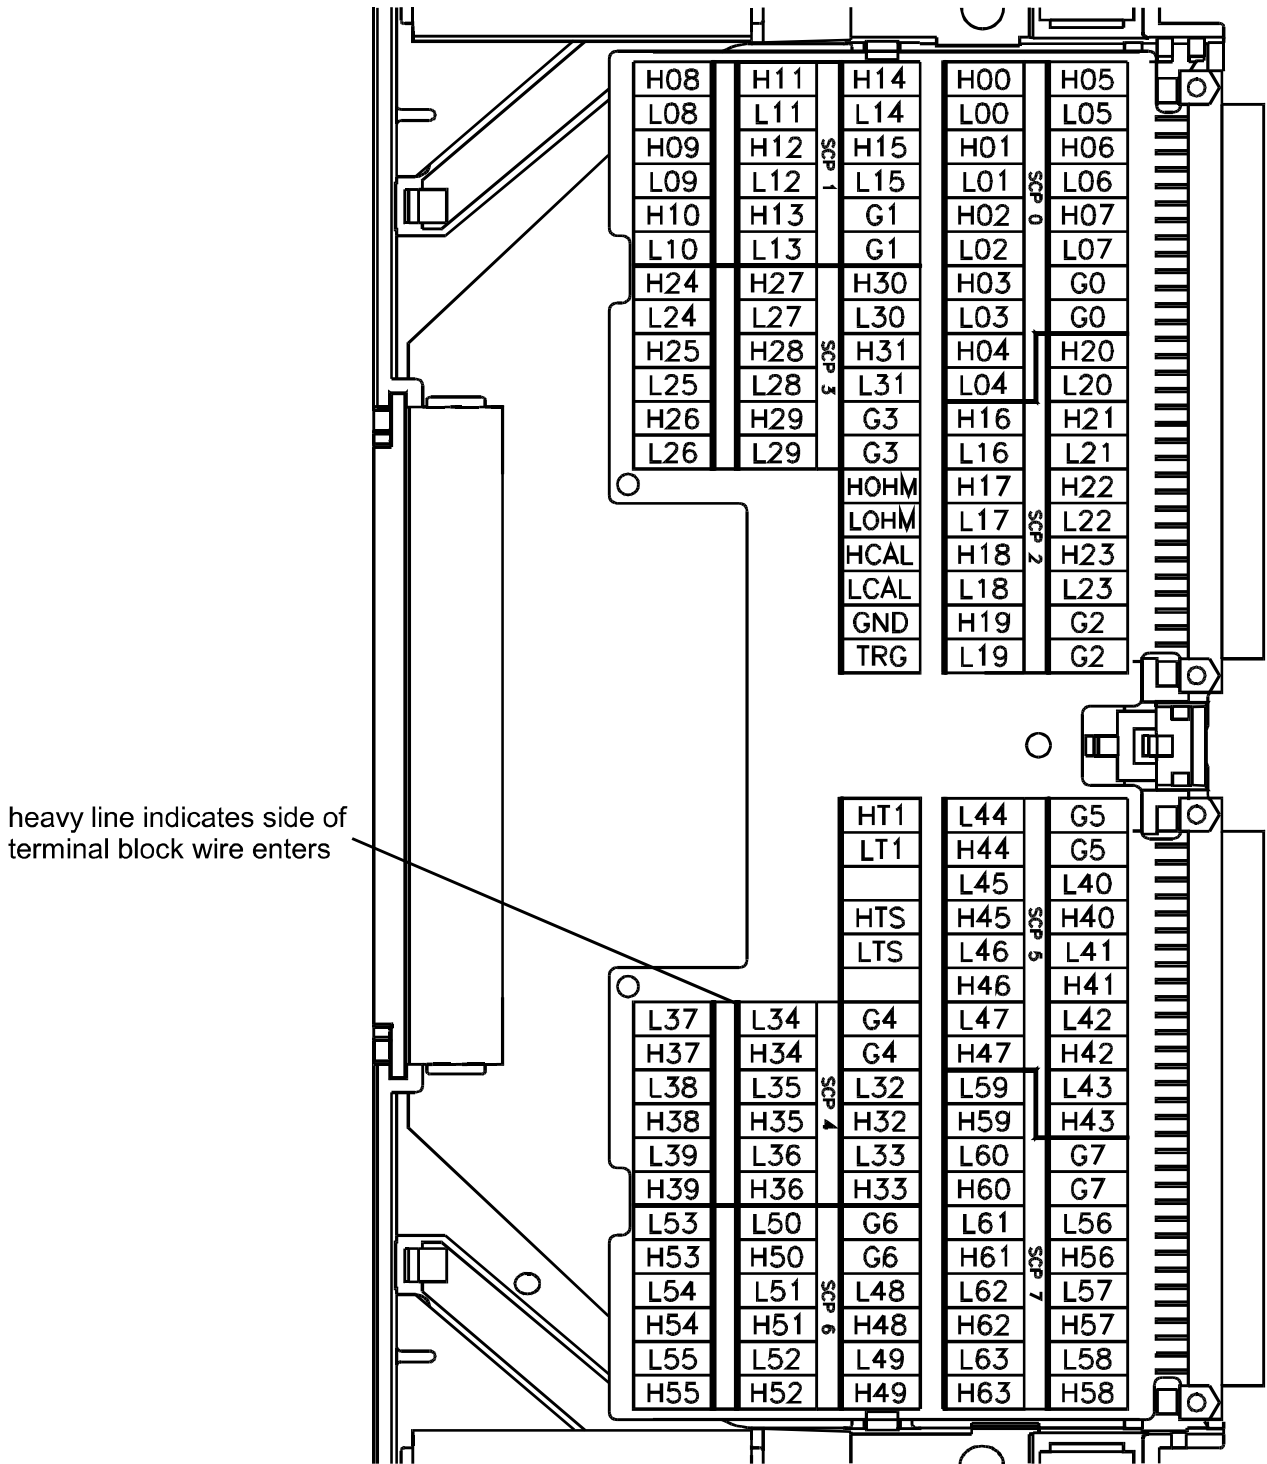 H08 H11 H14 H00 H05
L08 L11 L14 L00 L05
H09 H12 H15 H01 H06
L09 L12 L15 L01 L06
H10 H13 G1 H02 H07
L10 L13 G1 L02 L07
SCP 1
SCP 0
H24 H27 H30 H03 G0
L24 L27 L30 L03 G0
H25 H28 H31 H04 H20
L25 L28 L31 L04 L20
H26 H29 G3 H16 H21
L26 L29 G3 L16 L21
SCP 3
HOHM H17 H22
LOHM L17 L22
HCAL H18 H23
LCAL L18 L23
GND H19 G2
TRG L19 G2
SCP 2
heavy line indicates side of
terminal block wire enters
HT1 L44 G5
LT1 H44 G5
L45 L40
HTS H45 H40
LTS L46 L41
H46 H41
SCP 5
L37 L34 G4 L47 L42
H37 H34 G4 H47 H42
L38 L35 L32 L59 L43
H38 H35 H32 H59 H43
L39 L36 L33 L60 G7
H39 H36 H33 H60 G7
SCP 4
L53 L50 G6 L61 L56
H53 H50 G6 H61 H56
L54 L51 L48 L62 L57
H54 H51 H48 H62 H57
L55 L52 L49 L63 L58
H55 H52 H49 H63 H58
SCP 6
SCP 7